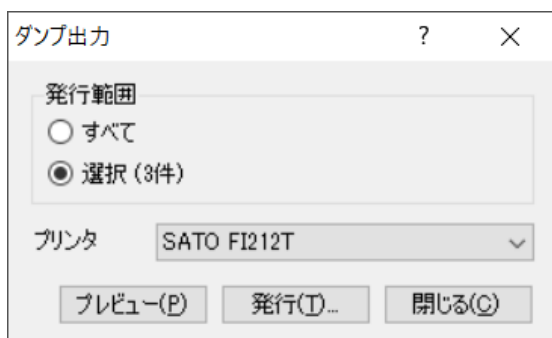 ダンプ出力 ?
発行範囲
すべて
選択 (3件)
プリンタ SATO FI212T
プレビュー(P) 発行(T)... 閉じる(C)